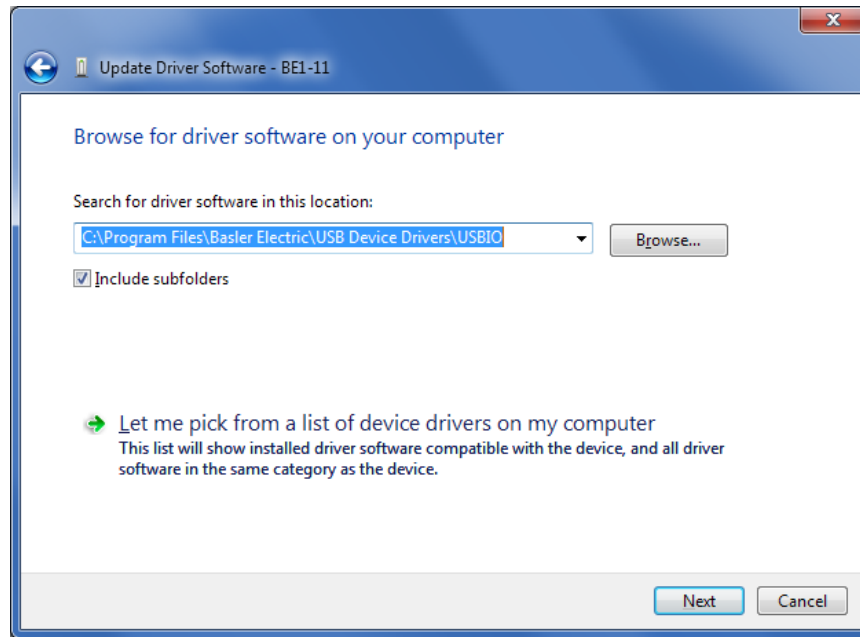 Update Driver Software - BE1-11
Browse for driver software on your computer
Search for driver software in this location:
C:\Program Files\Basler Electric\USB Device Drivers\USBIO
Browse...
Include subfolders
Let me pick from a list of device drivers on my computer
This list will show installed driver software compatible with the device, and all driver
software in the same category as the device.
Next
Cancel